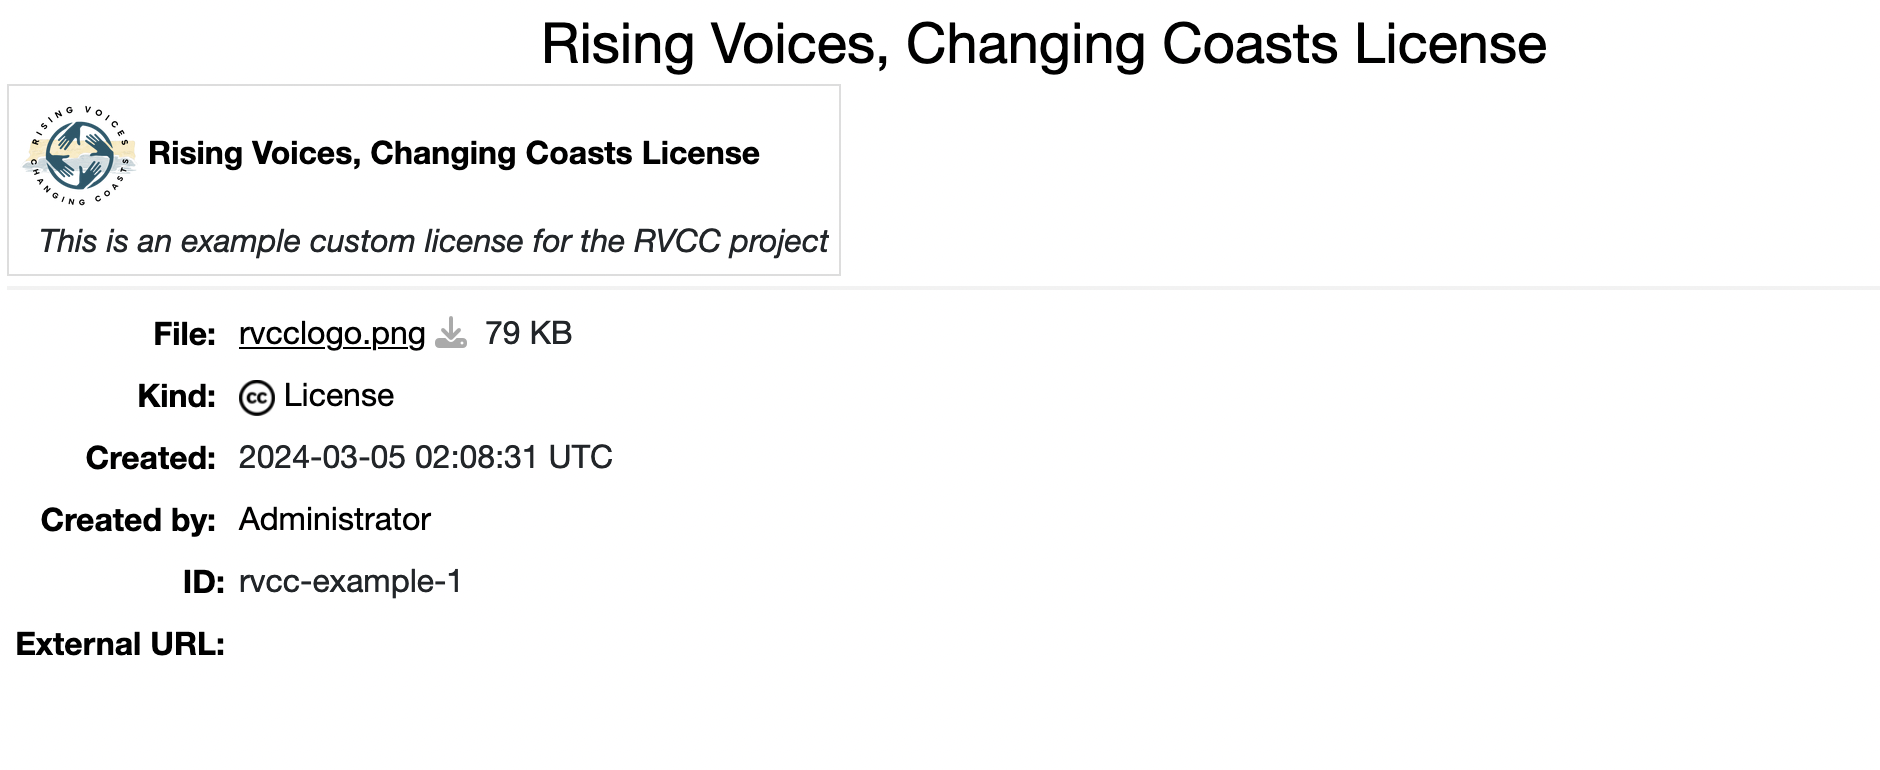 Rising Voices, Changing Coasts License
RISING VOICES
CHANGING COASTS
Rising Voices, Changing Coasts License
This is an example custom license for the RVCC project
File: rvcclogo.png 79 KB
Kind: cc License
Created: 2024-03-05 02:08:31 UTC
Created by: Administrator
ID: rvcc-example-1
External URL: